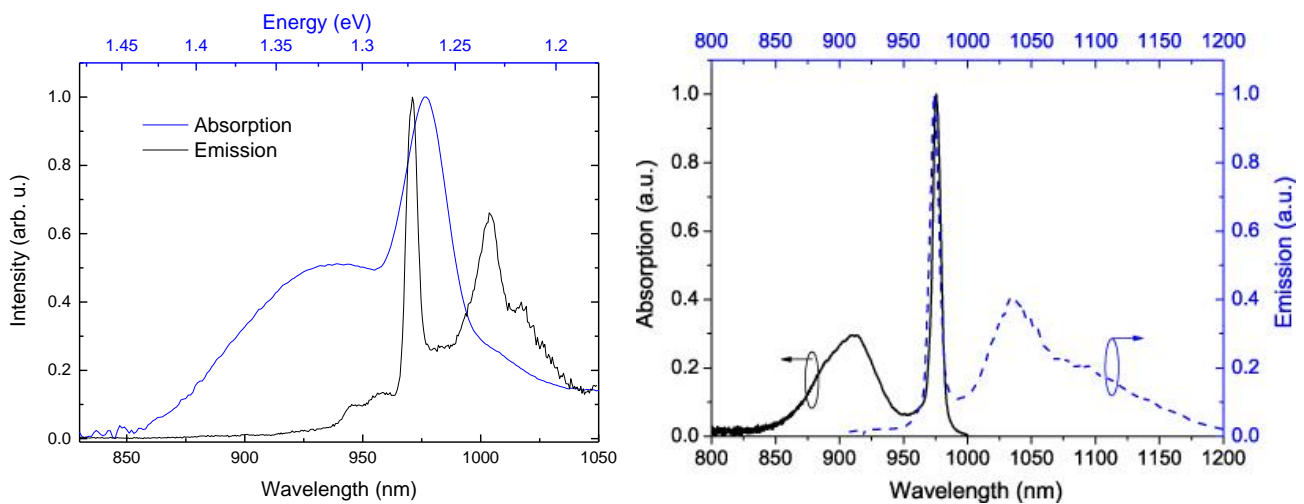 Energy (eV)
1.45 1.4 1.35 1.3 1.25 1.2
1.0
0.8
0.6
0.4
0.2
0.0
Intensity (arb. u.)
Absorption
Emission
850 900 950 1000 1050
Wavelength (nm)
800 850 900 950 1000 1050 1100 1150 1200
1.0
0.8
0.6
0.4
0.2
0.0
Absorption (a.u.)
1.0
0.8
0.6
0.4
0.2
0.0
Emission (a.u.)
800 850 900 950 1000 1050 1100 1150 1200
Wavelength (nm)